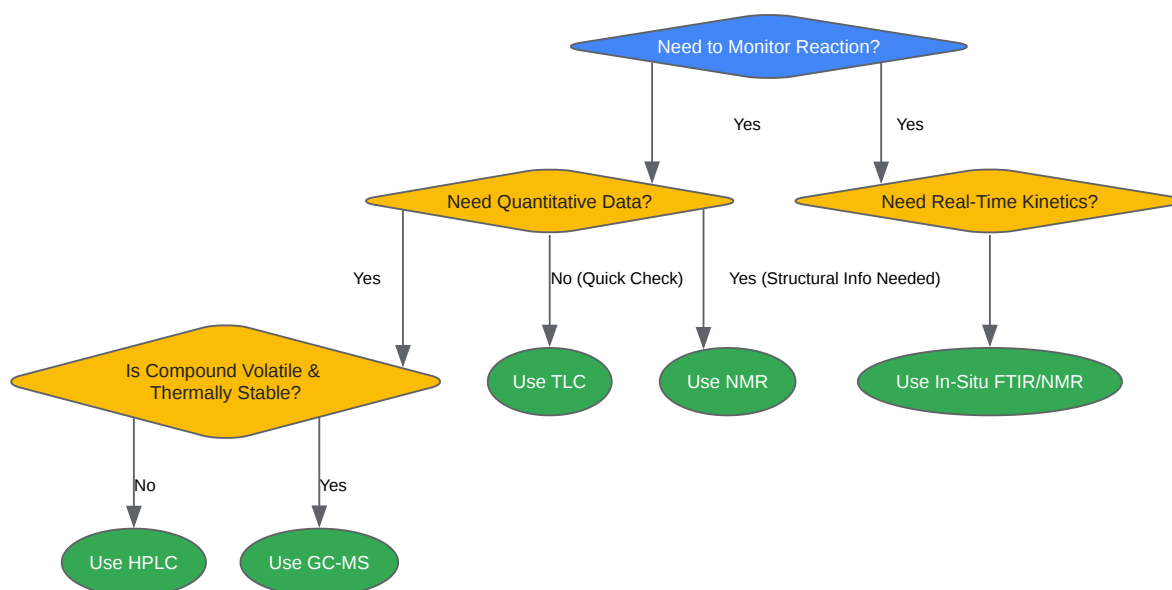 Need to Monitor Reaction?
Yes
Yes
Need Quantitative Data?
Need Real-Time Kinetics?
Yes
No (Quick Check)
Yes (Structural Info Needed)
Is Compound Volatile &
Thermally Stable?
Use TLC
Use NMR
Use In-Situ FTIR/NMR
No
Yes
Use HPLC
Use GC-MS